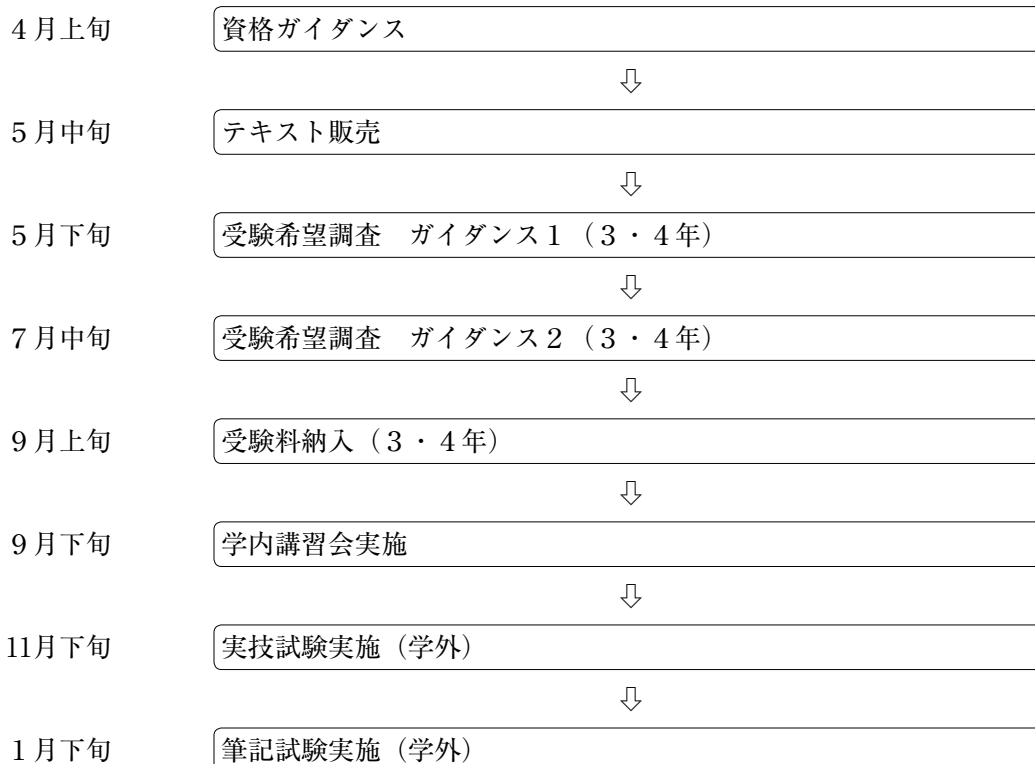 4月上旬 資格ガイダンス
⇩
5月中旬 テキスト販売
⇩
5月下旬 受験希望調査　ガイダンス1（3・4年）
⇩
7月中旬 受験希望調査　ガイダンス2（3・4年）
⇩
9月上旬 受験料納入（3・4年）
⇩
9月下旬 学内講習会実施
⇩
11月下旬 実技試験実施（学外）
⇩
1月下旬 筆記試験実施（学外）